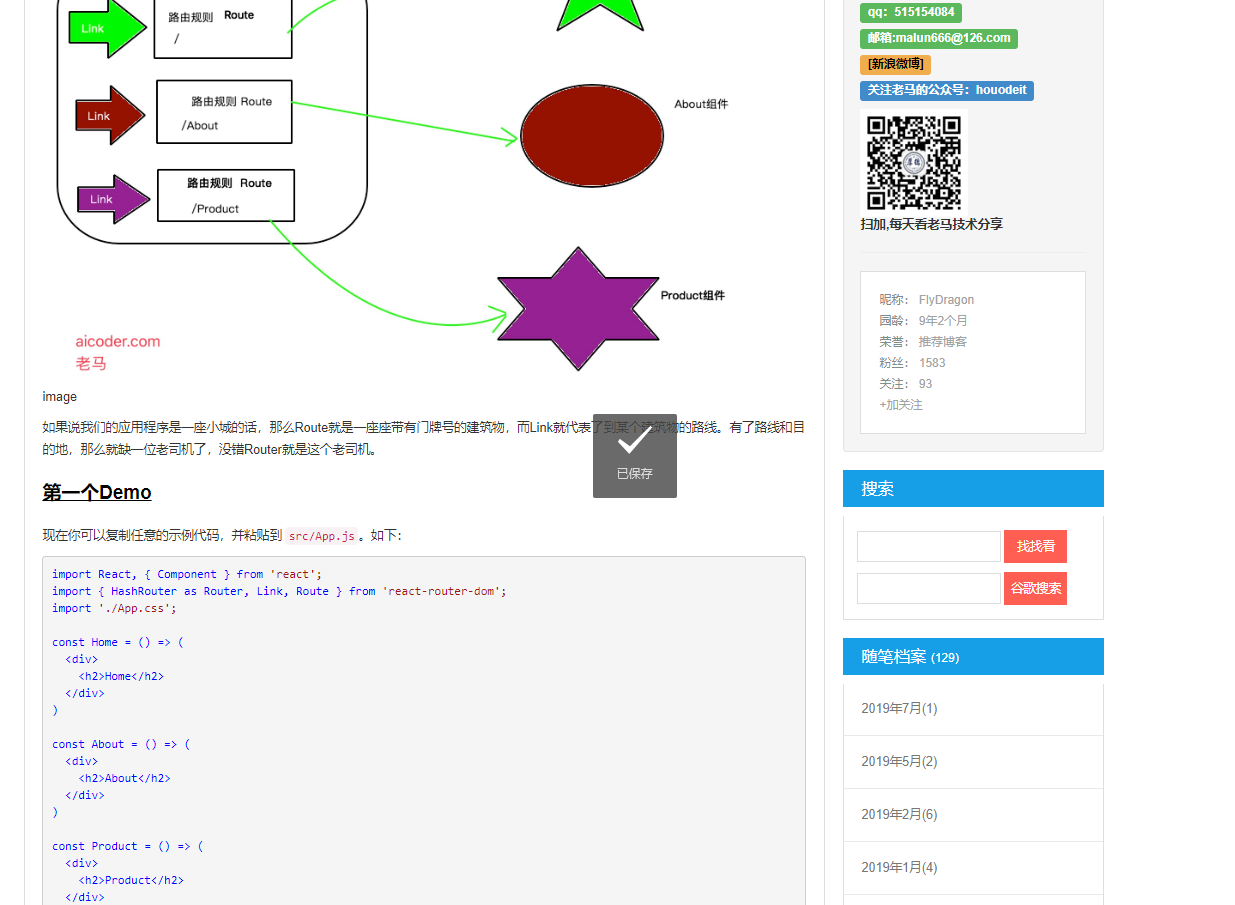 Link
路由规则 Route
/
Link
路由规则 Route
/About
About组件
Link
路由规则 Route
/Product
Product组件
aicoder.com
老马
image
如果说我们的应用程序是一座小城的话，那么Route就是一座座带有门牌号的建筑物，而Link就代表了到某个建筑物的路线。有了路线和目
的地，那么就缺一位老司机了，没错Router就是这个老司机。
已保存
第一个Demo
现在你可以复制任意的示例代码，并粘贴到 src/App.js 。如下：
import React, { Component } from 'react';
import { HashRouter as Router, Link, Route } from 'react-router-dom';
import './App.css';
const Home = () => (
<div>
<h2>Home</h2>
</div>
)
const About = () => (
<div>
<h2>About</h2>
</div>
)
const Product = () => (
<div>
<h2>Product</h2>
</div>
qq：515154084
邮箱:malun666@126.com
[新浪微博]
关注老马的公众号：houodeit
扫加,每天看老马技术分享
昵称： FlyDragon
园龄： 9年2个月
荣誉： 推荐博客
粉丝： 1583
关注： 93
+加关注
搜索
找找看
谷歌搜索
随笔档案 (129)
2019年7月(1)
2019年5月(2)
2019年2月(6)
2019年1月(4)